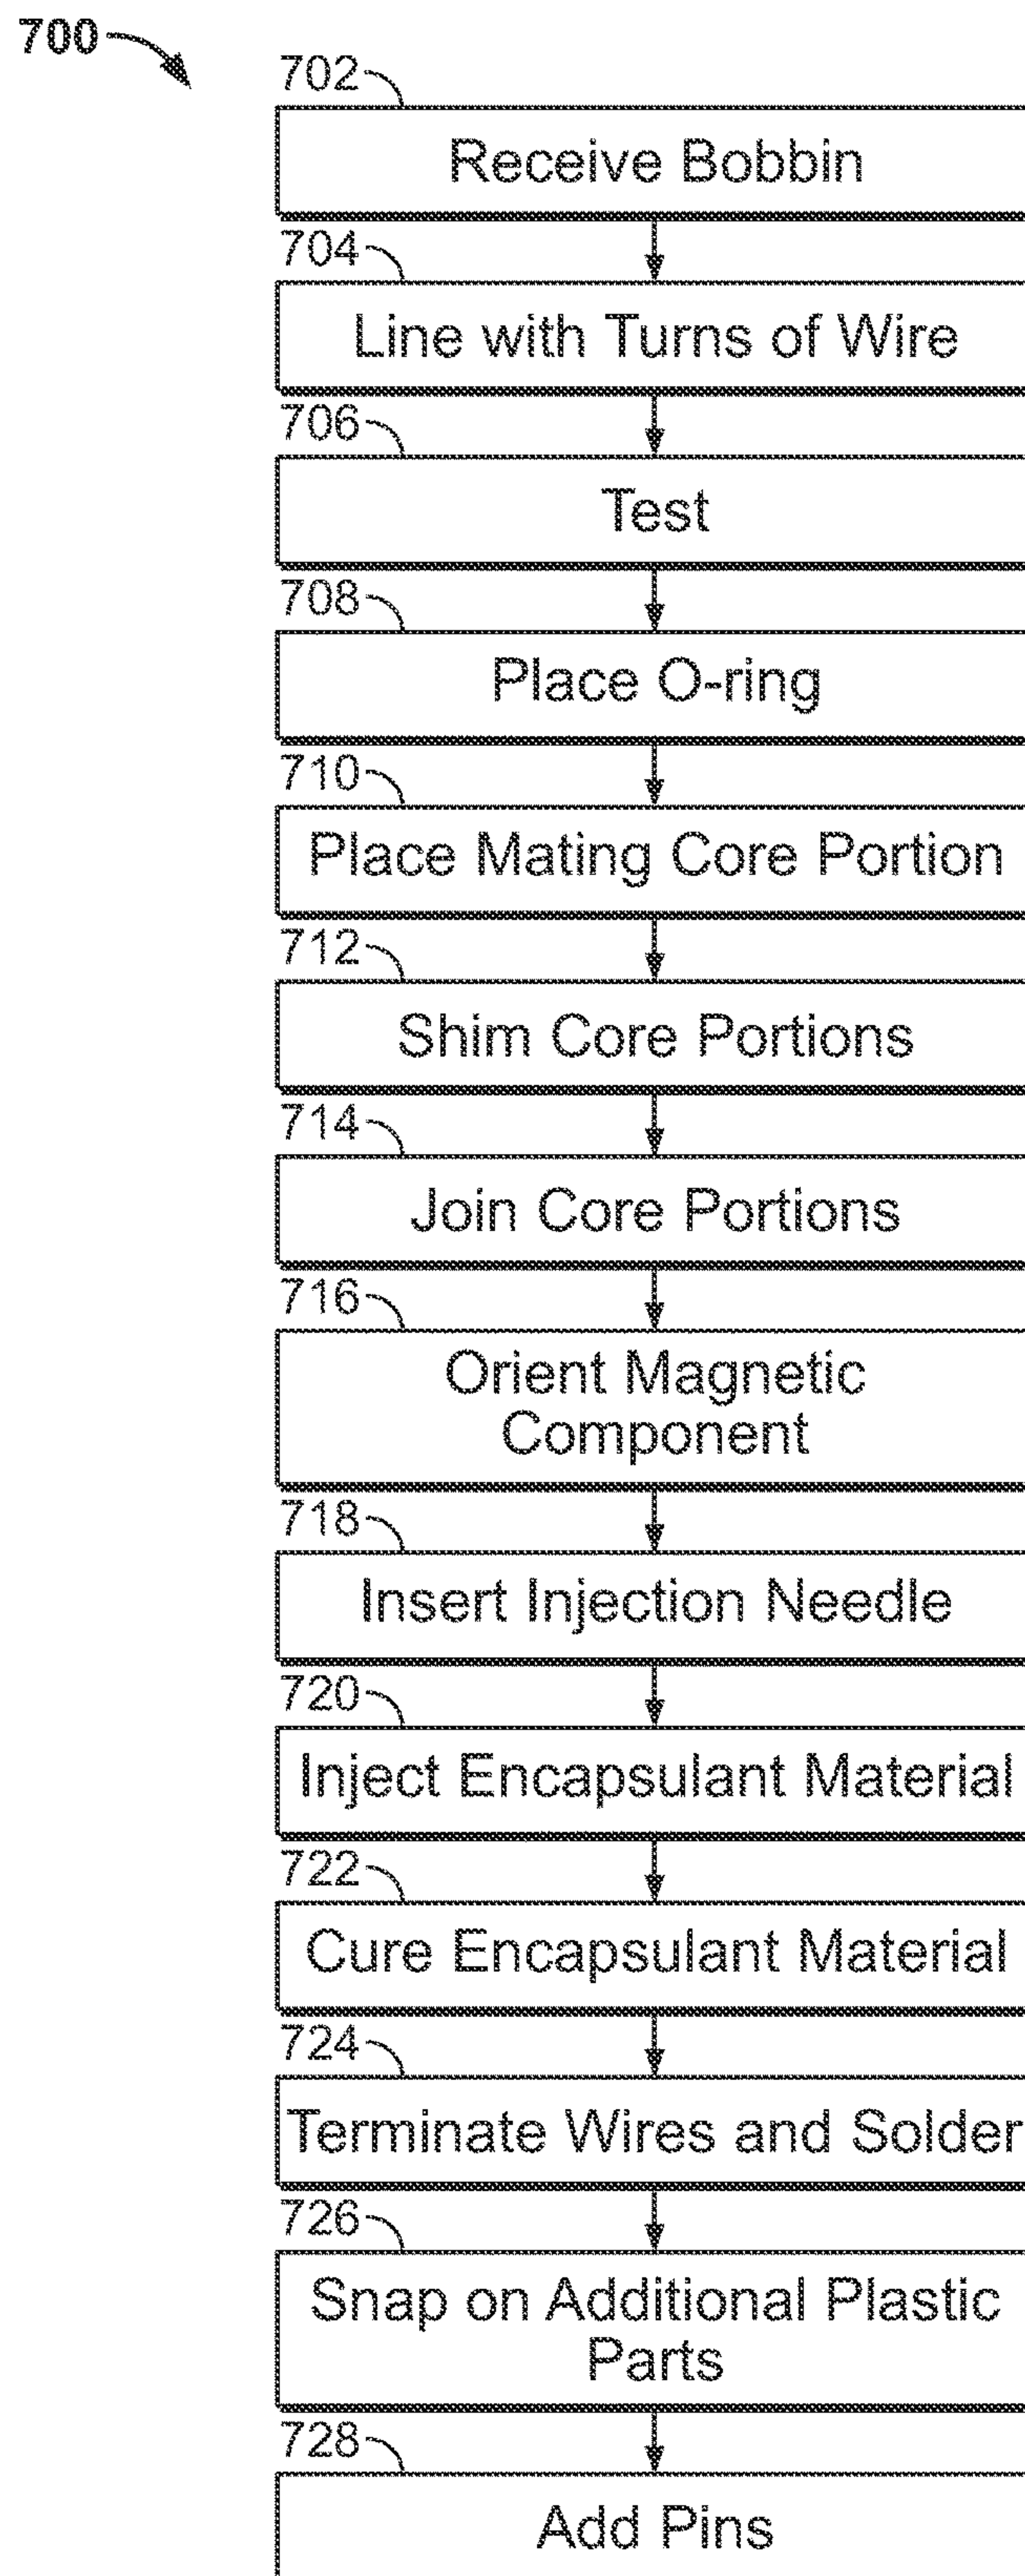 700
702
Receive Bobbin
704
Line with Turns of Wire
706
Test
708
Place O-ring
710
Place Mating Core Portion
712
Shim Core Portions
714
Join Core Portions
716
Orient Magnetic
Component
718
Insert Injection Needle
720
Inject Encapsulant Material
722
Cure Encapsulant Material
724
Terminate Wires and Solder
726
Snap on Additional Plastic
Parts
728
Add Pins